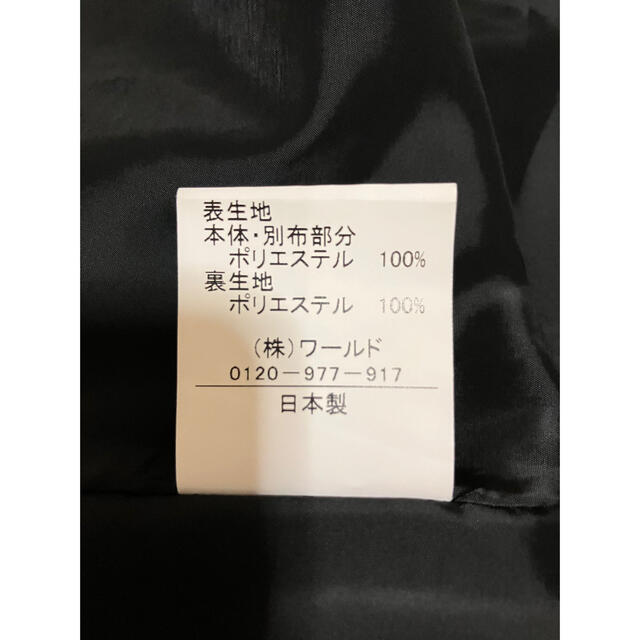 表生地
本体・別布部分
ポリエステル 100%
裏生地
ポリエステル 100%
(株)ワールド
0120-977-917
日本製